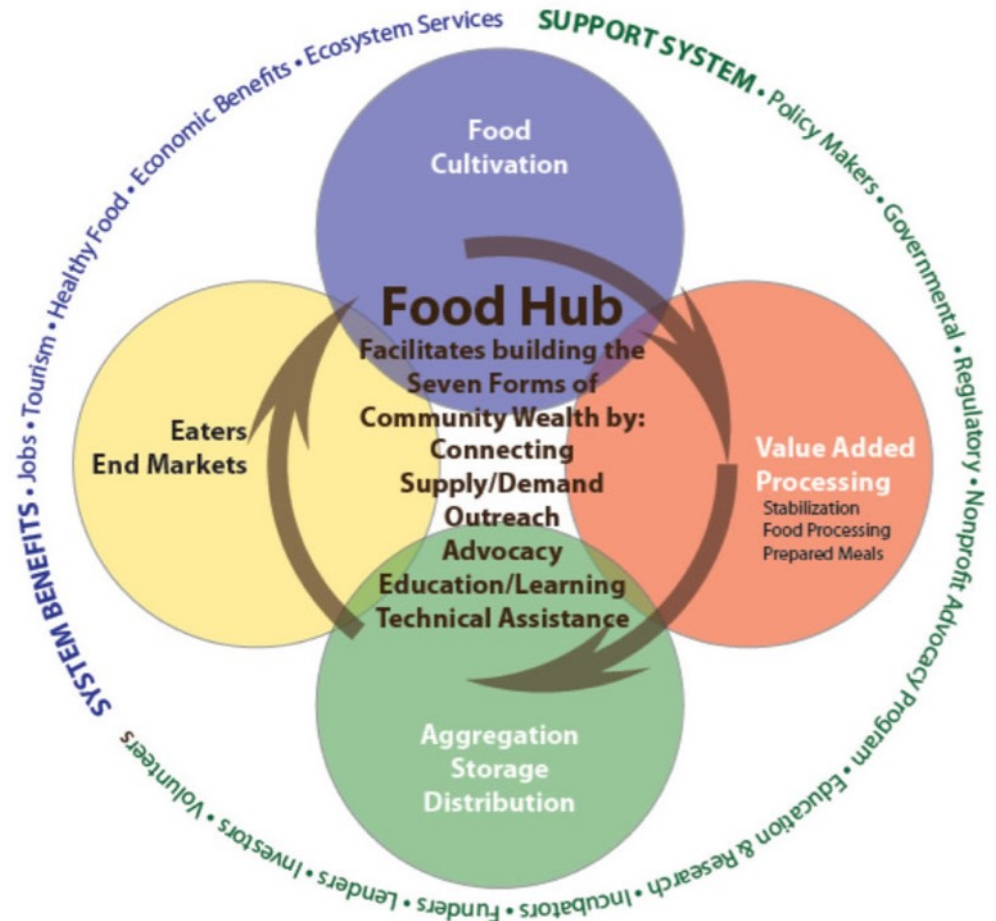 SYSTEM BENEFITS • Jobs • Tourism • Healthy Food • Economic Benefits • Ecosystem Services
SUPPORT SYSTEM • Policy Makers • Governmental • Regulatory • Nonprofit Advocacy Program • Education & Research • Incubators • Funders • Lenders • Investors • Volunteers
Food
Cultivation
Food Hub
Facilitates building the
Seven Forms of
Community Wealth by:
Connecting
Supply/Demand
Outreach
Advocacy
Education/Learning
Technical Assistance
Eaters
End Markets
Value Added
Processing
Stabilization
Food Processing
Prepared Meals
Aggregation
Storage
Distribution